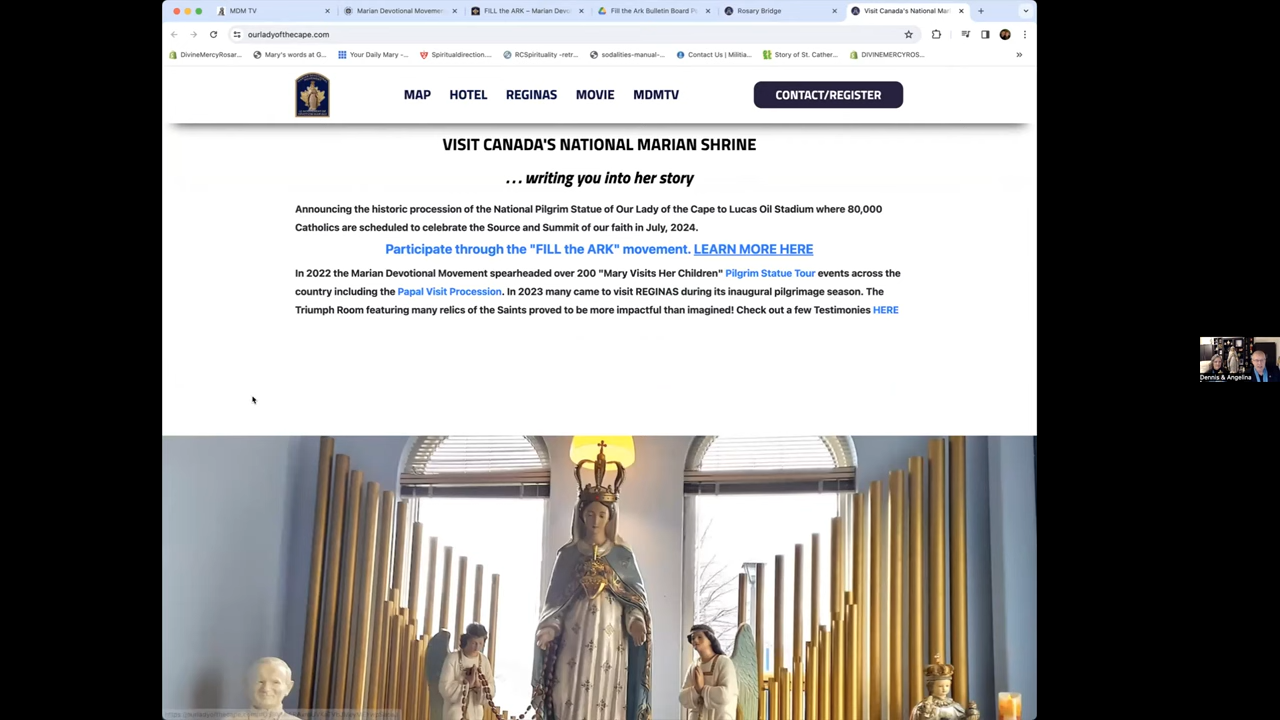 MDM TV
Marian Devotional Moveme
FILL the ARK – Marian Devo
Fill the Ark Bulletin Board Po
Rosary Bridge
Visit Canada's National Mar
ourladyofthecape.com
DivineMercyRosar...
Mary's words at G...
Your Daily Mary -...
Spiritualdirection....
RCSpirituality -retr...
sodalities-manual-...
Contact Us | Militia...
Story of St. Cather...
DIVINEMERCYROS...
MAP HOTEL REGINAS MOVIE MDMTV CONTACT/REGISTER
VISIT CANADA'S NATIONAL MARIAN SHRINE
. . . writing you into her story
Announcing the historic procession of the National Pilgrim Statue of Our Lady of the Cape to Lucas Oil Stadium where 80,000
Catholics are scheduled to celebrate the Source and Summit of our faith in July, 2024.
Participate through the "FILL the ARK" movement. LEARN MORE HERE
In 2022 the Marian Devotional Movement spearheaded over 200 "Mary Visits Her Children" Pilgrim Statue Tour events across the
country including the Papal Visit Procession. In 2023 many came to visit REGINAS during its inaugural pilgrimage season. The
Triumph Room featuring many relics of the Saints proved to be more impactful than imagined! Check out a few Testimonies HERE
Dennis & Angelina